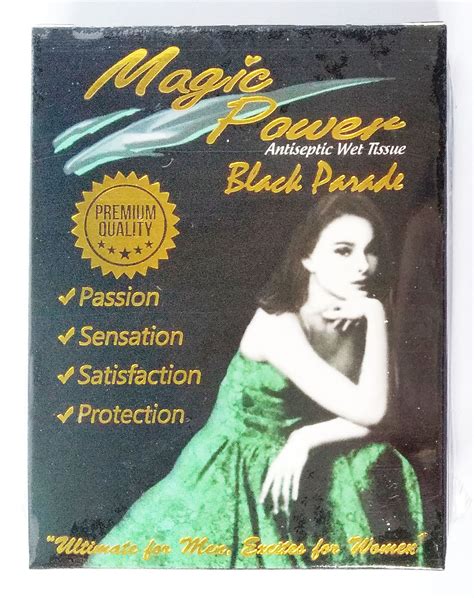 Magic
Power
Antiseptic Wet Tissue
Black Parade
PREMIUM
QUALITY
Passion
Sensation
Satisfaction
Protection
"Ultimate for Men, Excites for Women"